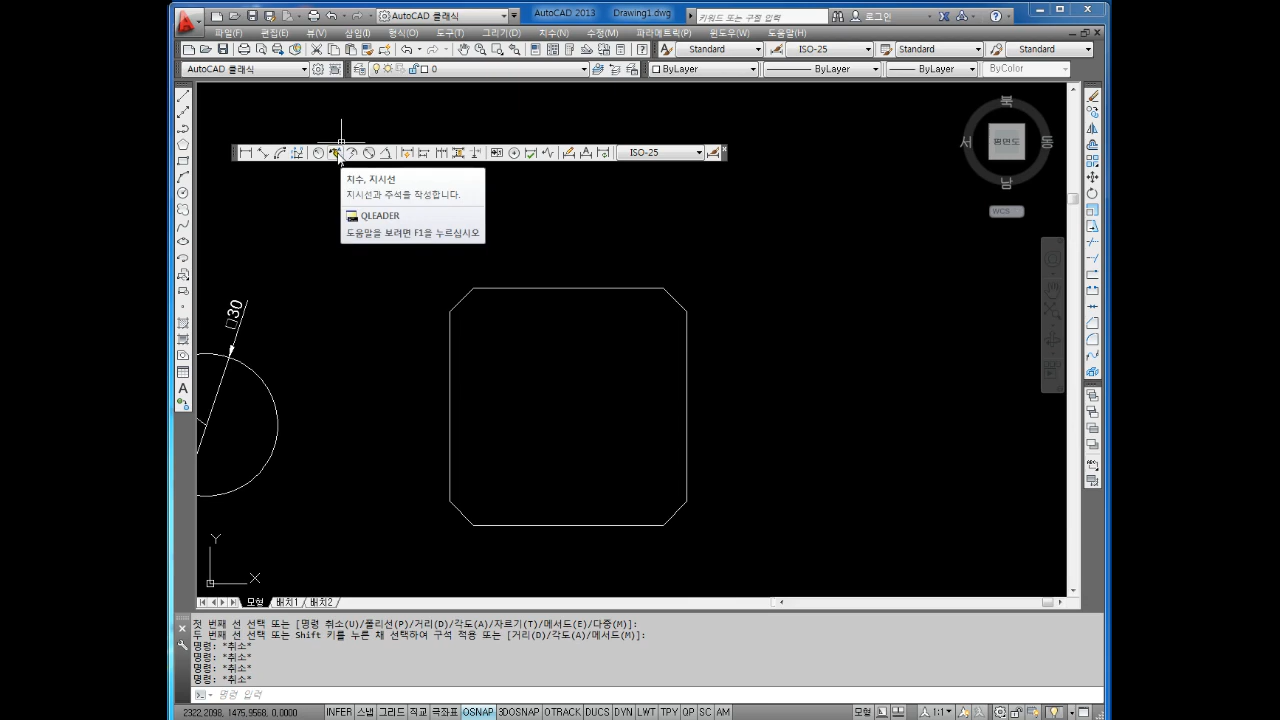 AutoCAD 클래식
AutoCAD 2013 Drawing1.dwg
키워드 또는 구절 입력
로그인
파일(F) 편집(E) 뷰(V) 삽입(I) 형식(O) 도구(T) 그리기(D) 치수(N) 수정(M) 파라메트릭(P) 윈도우(W) 도움말(H)
Standard ISO-25 Standard Standard
AutoCAD 클래식 0 ByLayer ByLayer ByLayer ByColor
북
서 평면도 동
남
WCS
ISO-25
치수, 지시선
지시선과 주석을 작성합니다.
QLEADER
도움말을 보려면 F1을 누르십시오
□30
Y
X
모형 배치1 배치2
첫 번째 선 선택 또는 [명령 취소(U)/폴리선(P)/거리(D)/각도(A)/자르기(T)/메서드(E)/다중(M)]:
두 번째 선 선택 또는 Shift 키를 누른 채 선택하여 구석 적용 또는 [거리(D)/각도(A)/메서드(M)]:
명령: *취소*
명령: *취소*
명령: *취소*
명령: *취소*
명령 입력
2322.2098, 1475.9568, 0.0000 INFER 스냅 그리드 직교 극좌표 OSNAP 3DOSNAP OTRACK DUCS DYN LWT TPY QP SC AM 모형 1:1